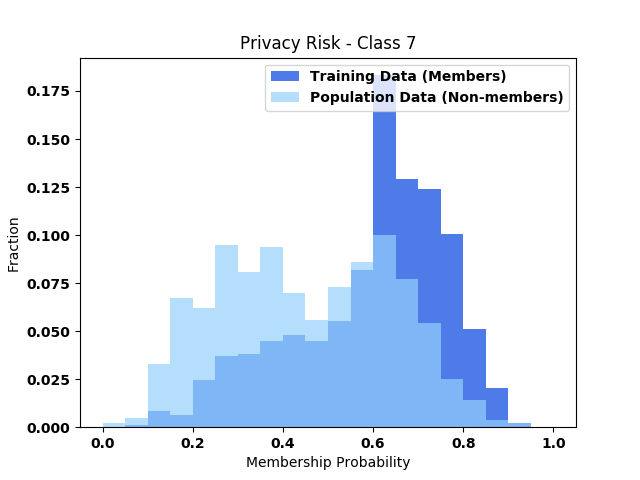 Privacy Risk - Class 7
Training Data (Members)
Population Data (Non-members)
0.175
0.150
0.125
0.100
0.075
0.050
0.025
0.000
Fraction
0.0 0.2 0.4 0.6 0.8 1.0
Membership Probability